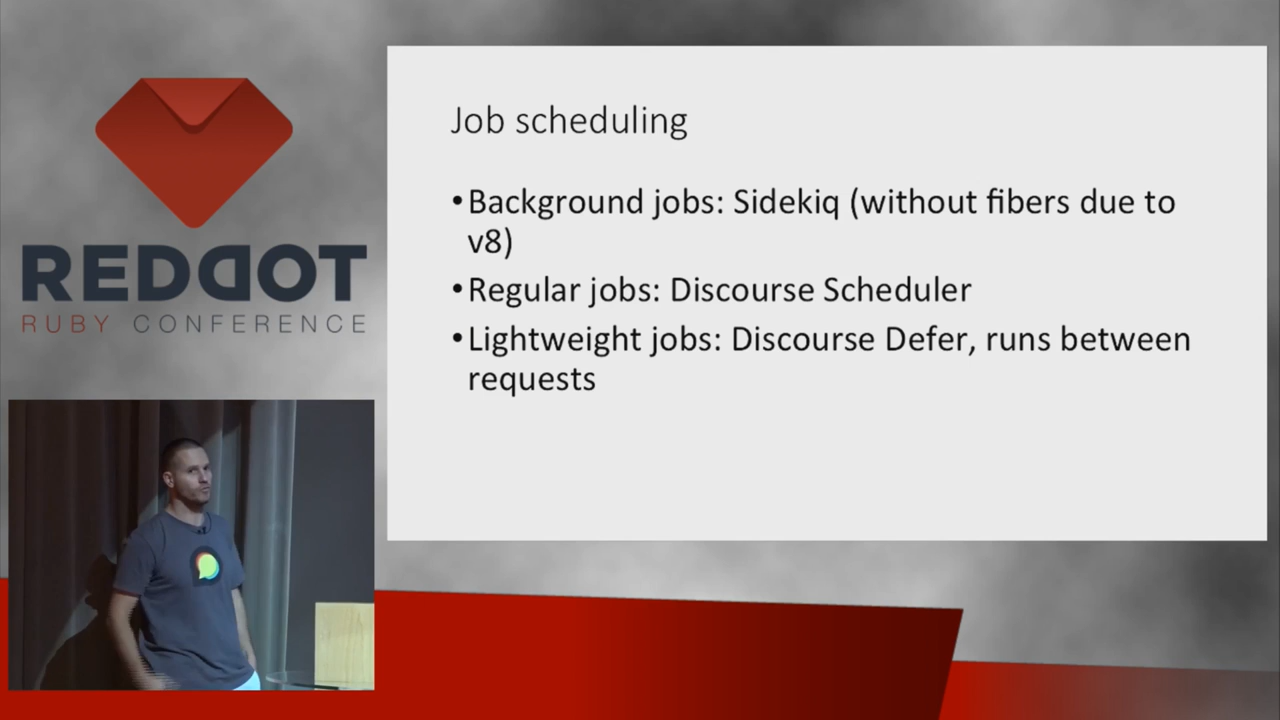 REDDOT
RUBY CONFERENCE
Job scheduling
•Background jobs: Sidekiq (without fibers due to
v8)
•Regular jobs: Discourse Scheduler
•Lightweight jobs: Discourse Defer, runs between
requests